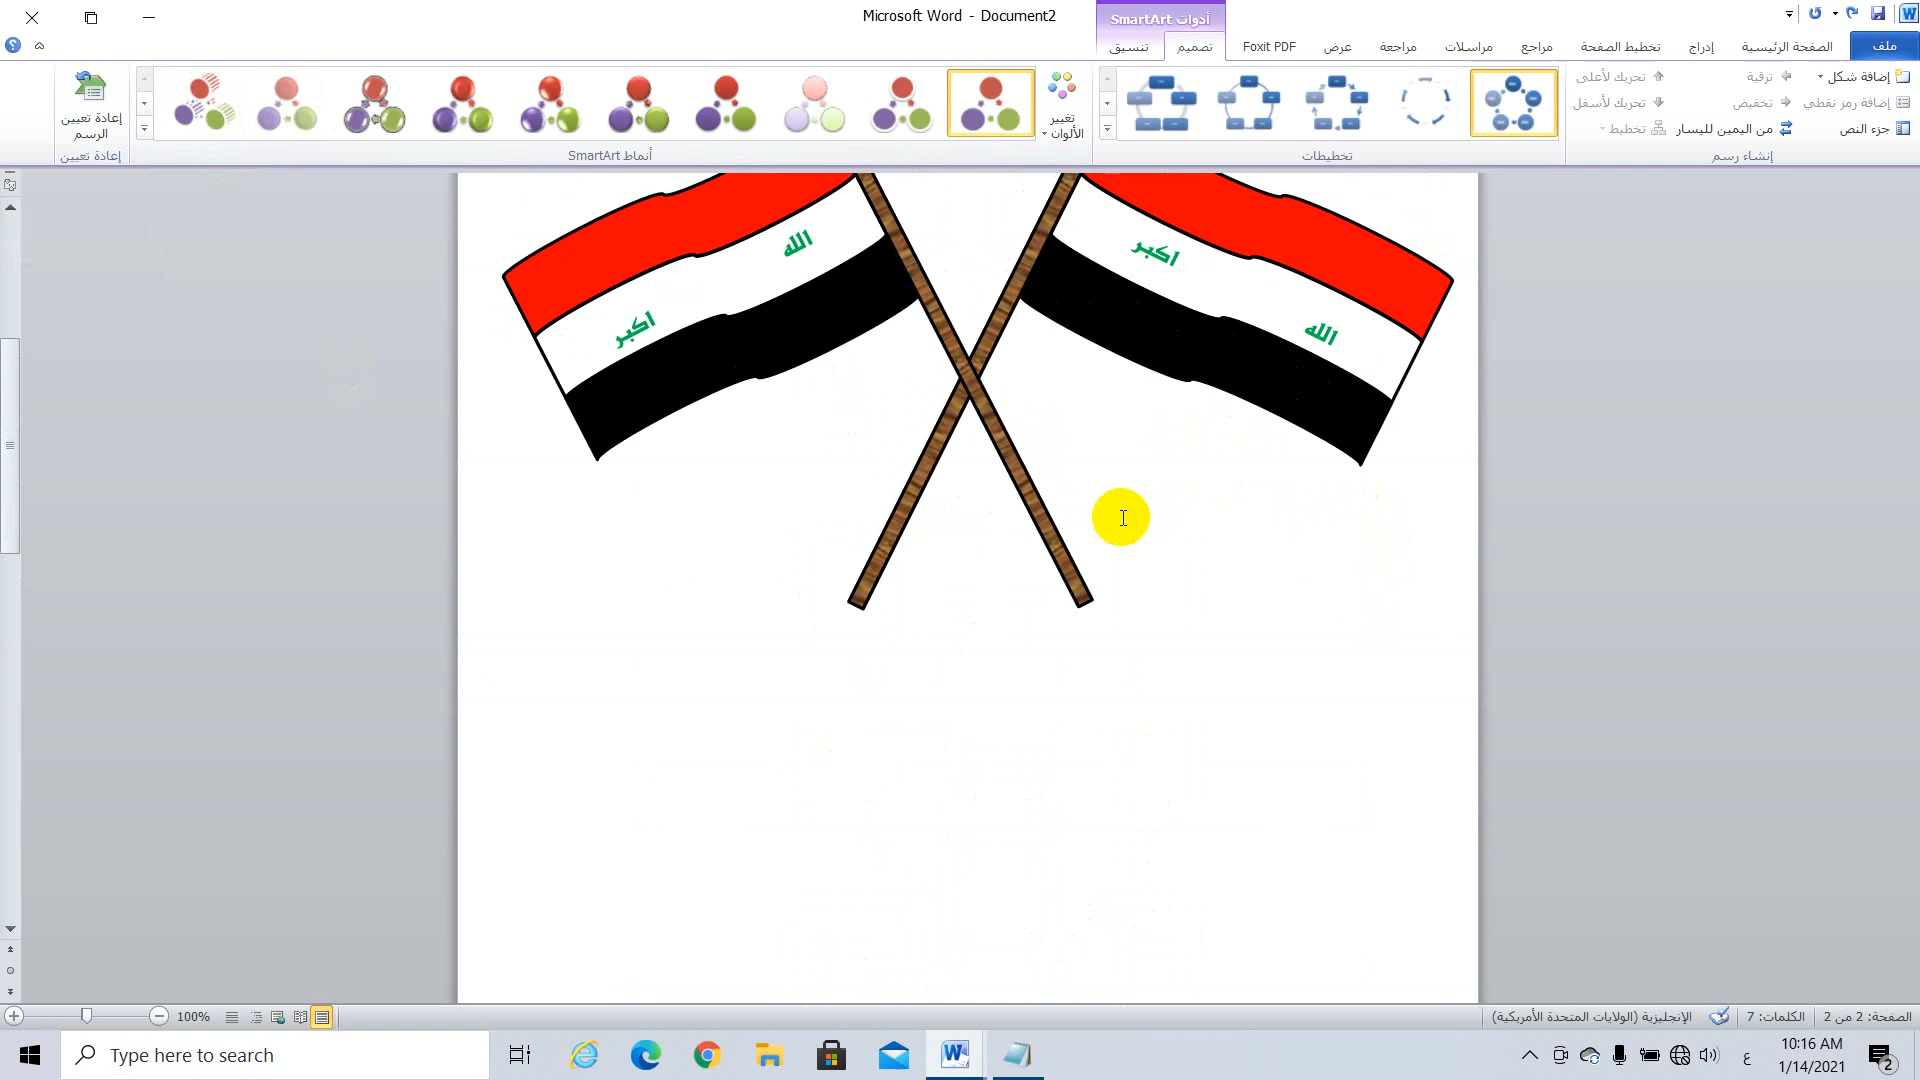 Microsoft Word - Document2
أدوات SmartArt
ملف
الصفحة الرئيسية
إدراج
تخطيط الصفحة
مراجع
مراسلات
مراجعة
عرض
Foxit PDF
تصميم
تنسيق
إضافة شكل
ترقية
تحريك لأعلى
إضافة رمز نقطي
تخفيض
تحريك لأسفل
جزء النص
من اليمين لليسار
تخطيط
إنشاء رسم
تخطيطات
تغيير
الألوان
أنماط SmartArt
إعادة تعيين
الرسم
إعادة تعيين
الله
اكبر
اكبر
الله
الصفحة: 2 من 2
الكلمات: 7
الإنجليزية (الولايات المتحدة الأمريكية)
100%
Type here to search
ع
10:16 AM
1/14/2021
2